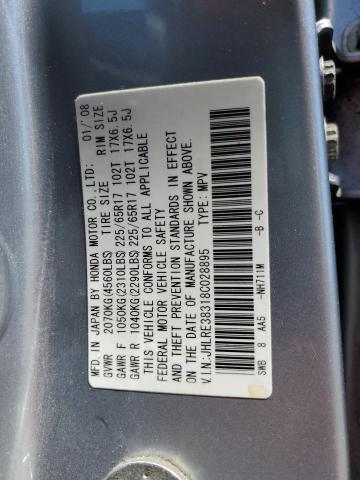 MFD. IN JAPAN BY HONDA MOTOR CO., LTD. 01/'08
GVWR 2070KG(4560LBS) TIRE SIZE RIM SIZE
GAWR F 1050KG(2310LBS) 225/65R17 102T 17X6.5J
GAWR R 1040KG(2290LBS) 225/65R17 102T 17X6.5J
THIS VEHICLE CONFORMS TO ALL APPLICABLE
FEDERAL MOTOR VEHICLE SAFETY
AND THEFT PREVENTION STANDARDS IN EFFECT
ON THE DATE OF MANUFACTURE SHOWN ABOVE.
V.I.N.:JHLRE38318C028895 TYPE: MPV
SWB 8 AA5 -NH711M -B -C